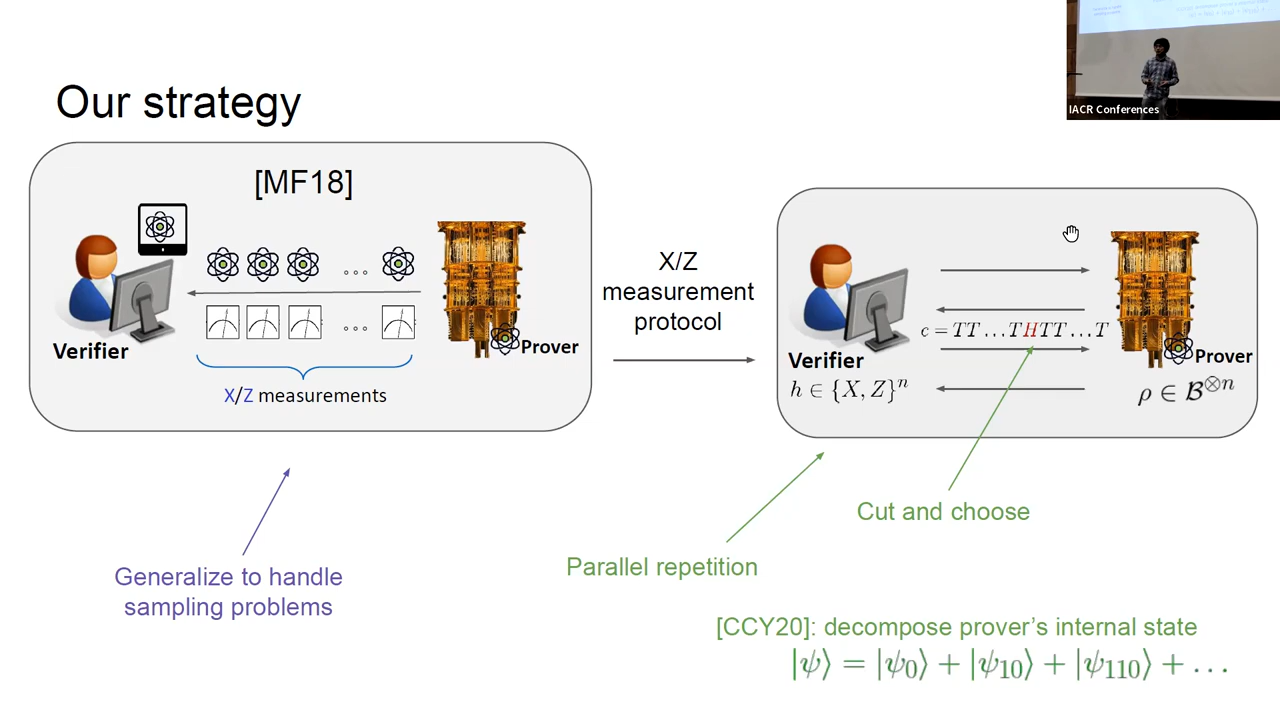 IACR Conferences
Our strategy
[MF18]
Verifier
Prover
X/Z measurements
X/Z
measurement
protocol
c = TT...THTT...T
Verifier
Prover
h ∈ {X, Z}ⁿ
ρ ∈ 𝓑^{⊗n}
Cut and choose
Parallel repetition
Generalize to handle
sampling problems
[CCY20]: decompose prover's internal state
|ψ⟩ = |ψ₀⟩ + |ψ₁₀⟩ + |ψ₁₁₀⟩ + ...